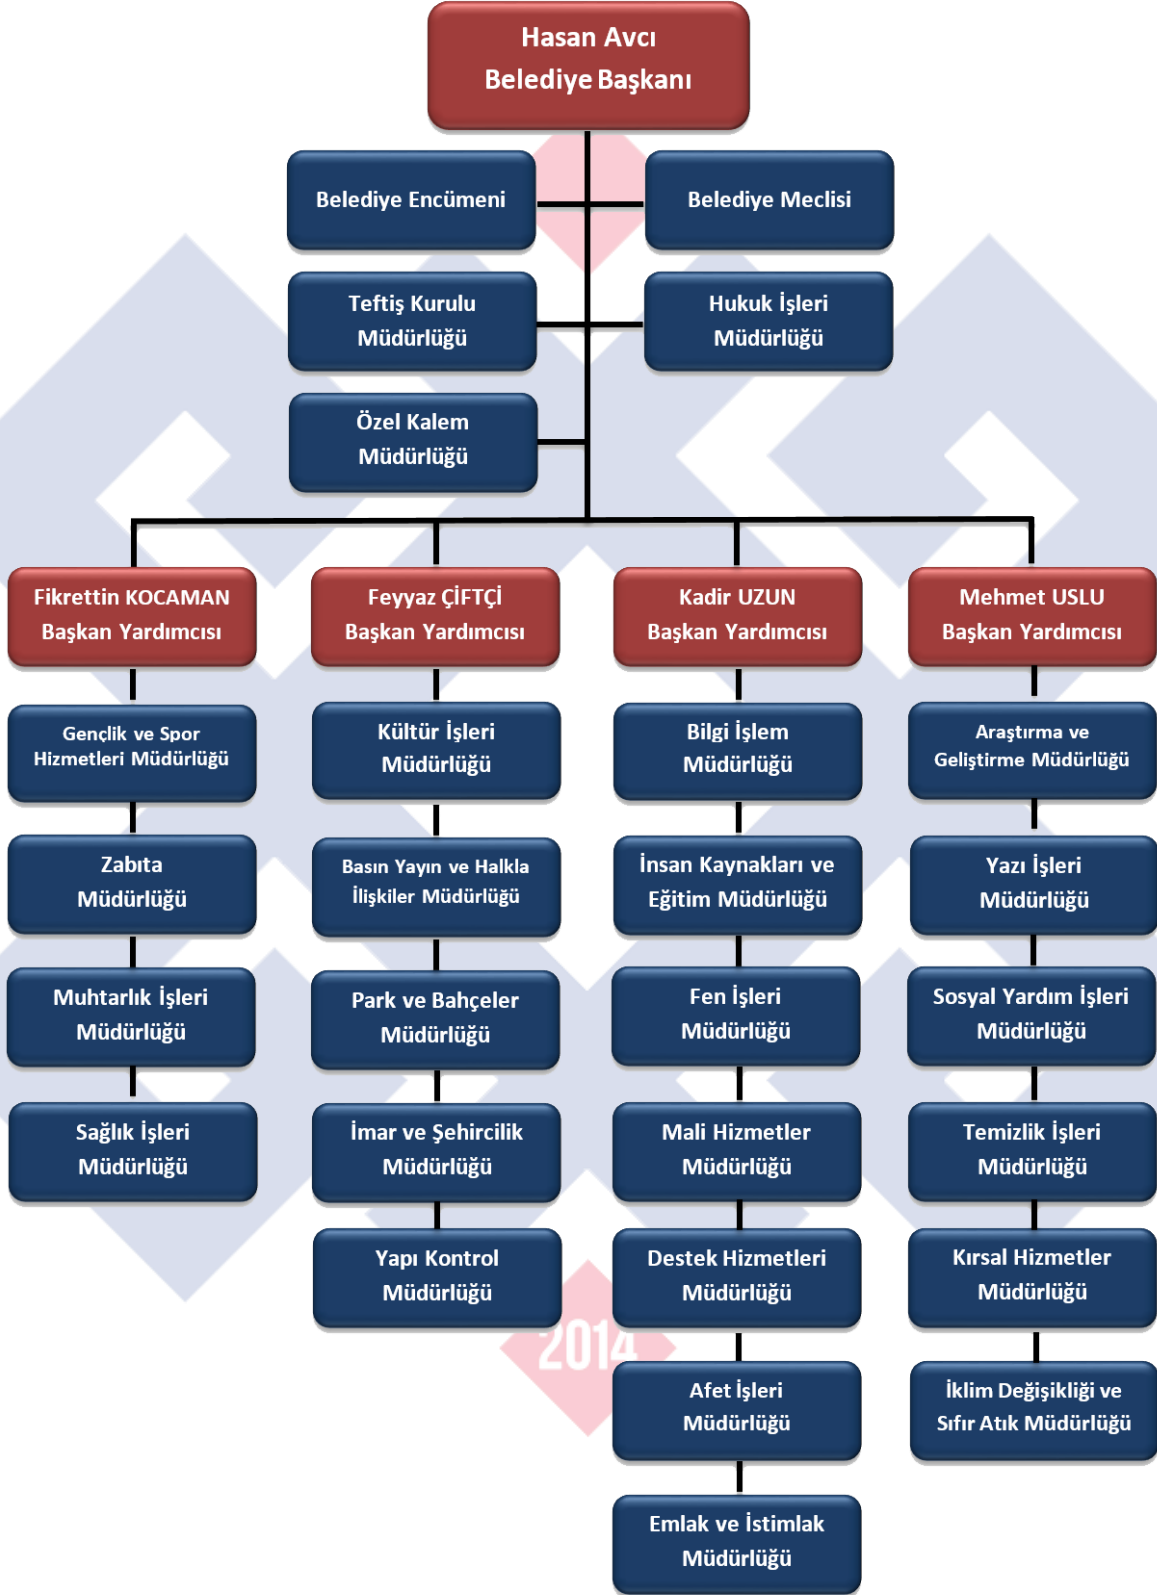 Hasan Avcı
Belediye Başkanı
Belediye Encümeni
Belediye Meclisi
Teftiş Kurulu
Müdürlüğü
Hukuk İşleri
Müdürlüğü
Özel Kalem
Müdürlüğü
Fikrettin KOCAMAN
Başkan Yardımcısı
Gençlik ve Spor
Hizmetleri Müdürlüğü
Zabıta
Müdürlüğü
Muhtarlık İşleri
Müdürlüğü
Sağlık İşleri
Müdürlüğü
Feyyaz ÇİFTÇİ
Başkan Yardımcısı
Kültür İşleri
Müdürlüğü
Basın Yayın ve Halkla
İlişkiler Müdürlüğü
Park ve Bahçeler
Müdürlüğü
İmar ve Şehircilik
Müdürlüğü
Yapı Kontrol
Müdürlüğü
Kadir UZUN
Başkan Yardımcısı
Bilgi İşlem
Müdürlüğü
İnsan Kaynakları ve
Eğitim Müdürlüğü
Fen İşleri
Müdürlüğü
Mali Hizmetler
Müdürlüğü
Destek Hizmetleri
Müdürlüğü
Afet İşleri
Müdürlüğü
Emlak ve İstimlak
Müdürlüğü
Mehmet USLU
Başkan Yardımcısı
Araştırma ve
Geliştirme Müdürlüğü
Yazı İşleri
Müdürlüğü
Sosyal Yardım İşleri
Müdürlüğü
Temizlik İşleri
Müdürlüğü
Kırsal Hizmetler
Müdürlüğü
İklim Değişikliği ve
Sıfır Atık Müdürlüğü
2014